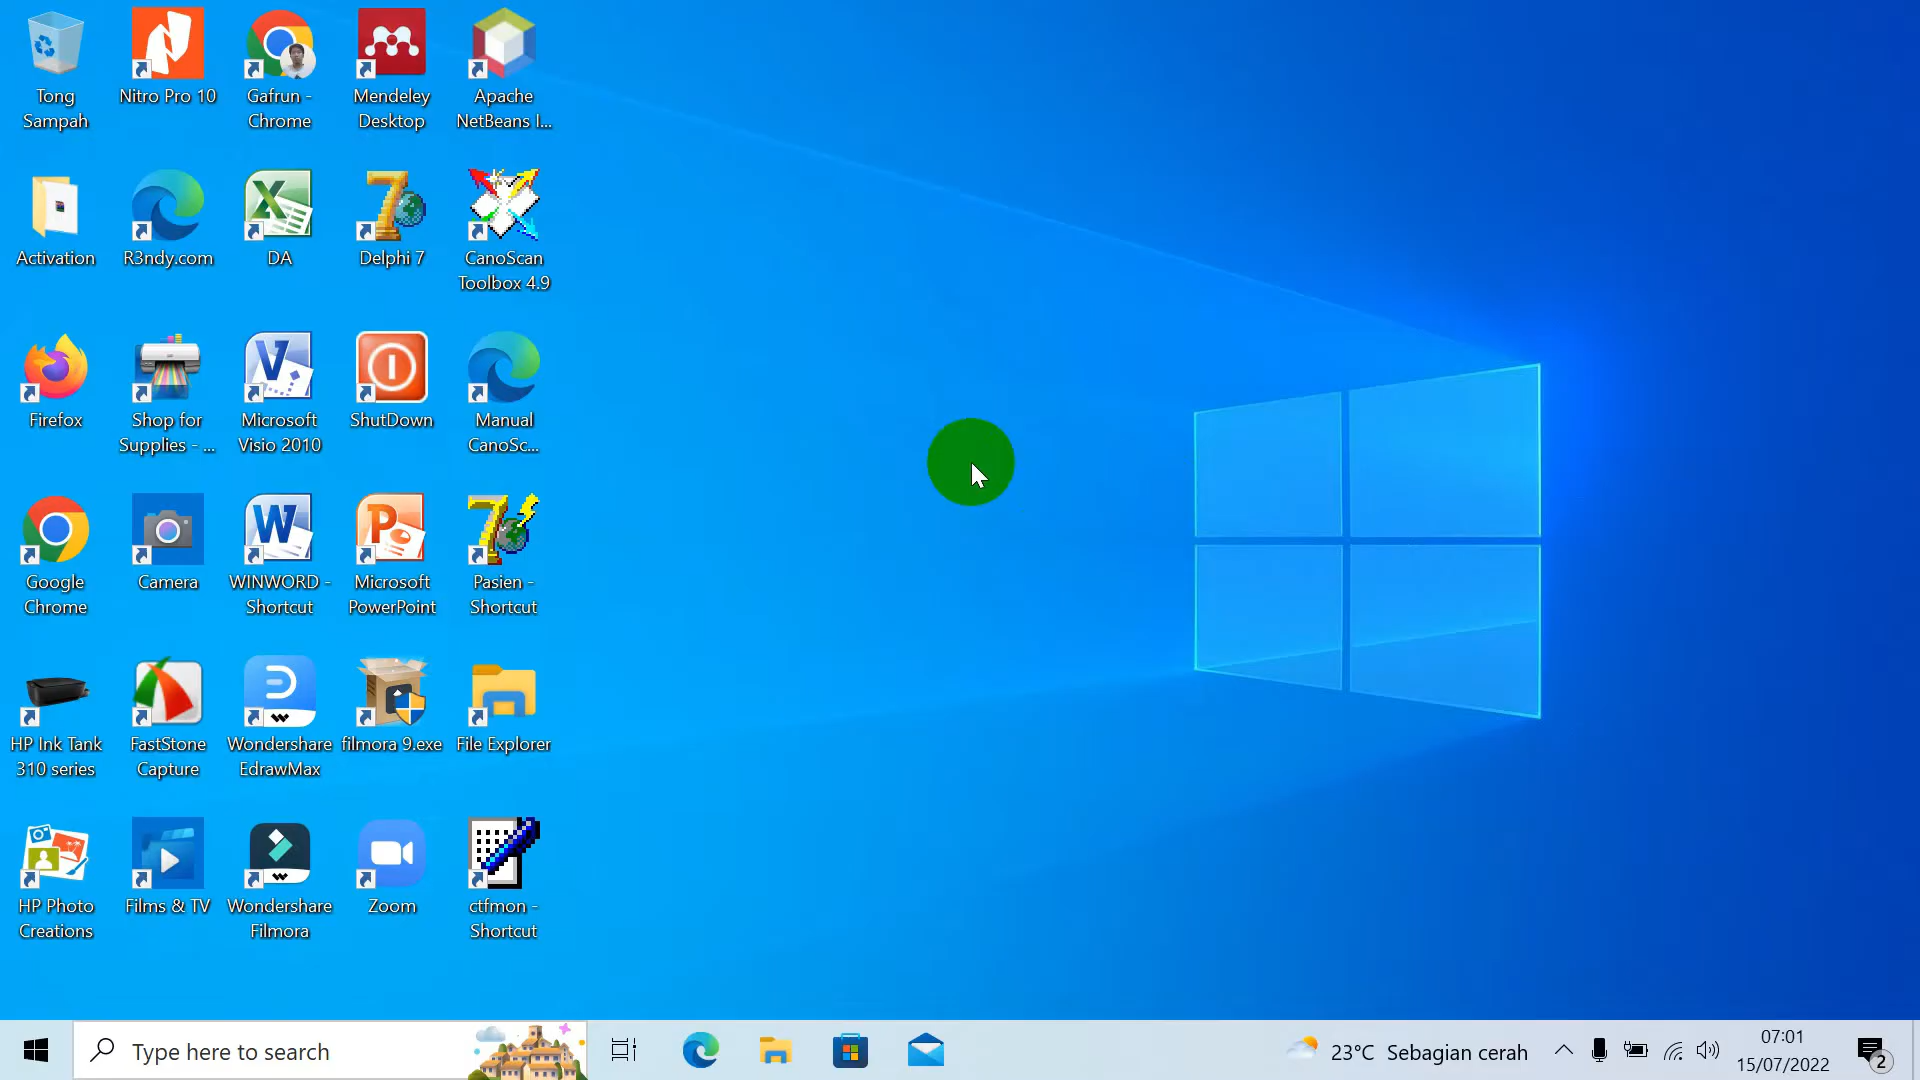 Tong
Sampah
Nitro Pro 10
Gafrun -
Chrome
Mendeley
Desktop
Apache
NetBeans I...
Activation
R3ndy.com
DA
Delphi 7
CanoScan
Toolbox 4.9
Firefox
Shop for
Supplies - ...
Microsoft
Visio 2010
ShutDown
Manual
CanoSc...
Google
Chrome
Camera
WINWORD -
Shortcut
Microsoft
PowerPoint
Pasien -
Shortcut
HP Ink Tank
310 series
FastStone
Capture
Wondershare
EdrawMax
filmora 9.exe
File Explorer
HP Photo
Creations
Films & TV
Wondershare
Filmora
Zoom
ctfmon -
Shortcut
Type here to search
23°C Sebagian cerah
07:01
15/07/2022
2